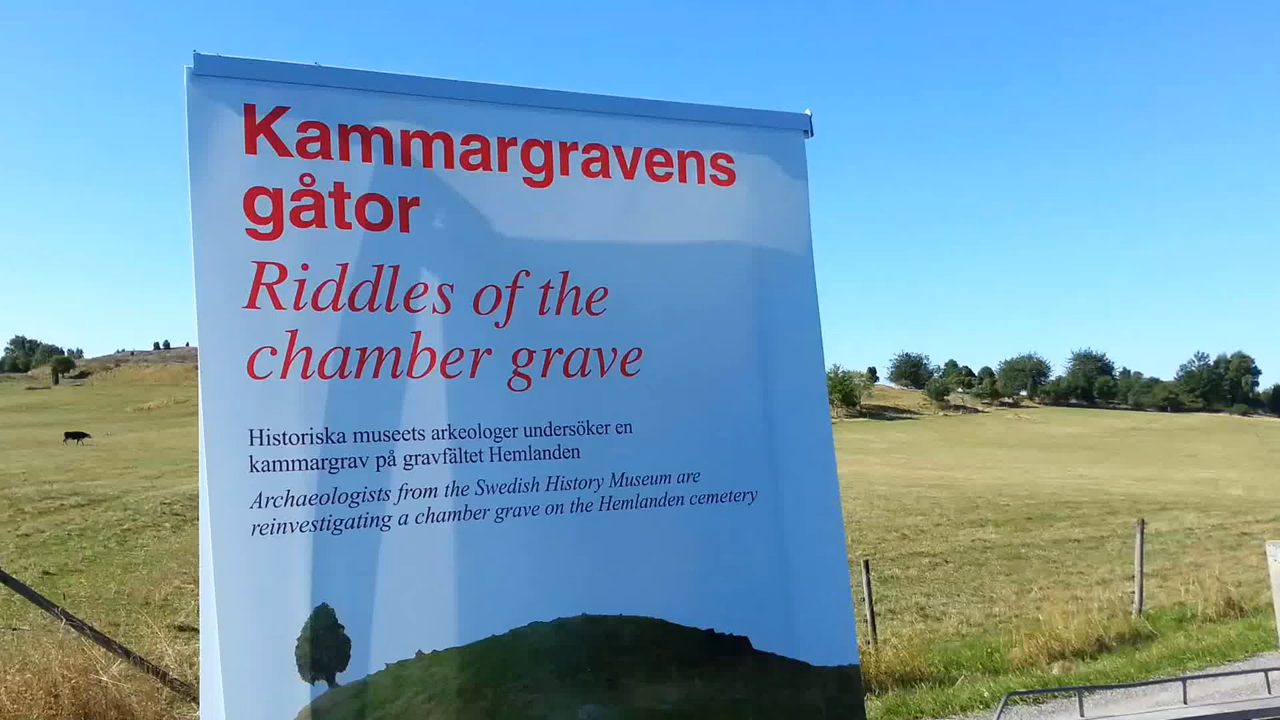 Kammargravens
gåtor
Riddles of the
chamber grave
Historiska museets arkeologer undersöker en
kammargrav på gravfältet Hemlanden
Archaeologists from the Swedish History Museum are
reinvestigating a chamber grave on the Hemlanden cemetery